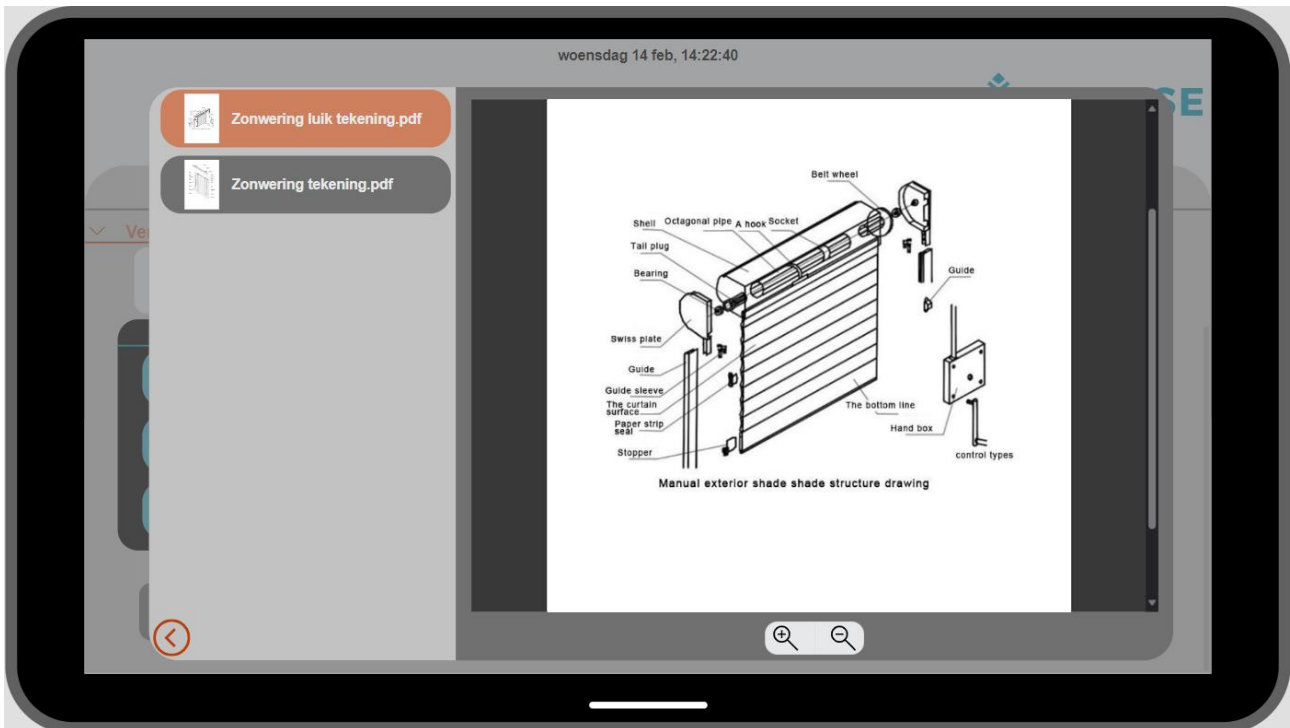 woensdag 14 feb, 14:22:40
SE
Ver
Zonwering luik tekening.pdf
Zonwering tekening.pdf
Belt wheel
Shell
Octagonal pipe
A hook
Socket
Tail plug
Bearing
Guide
Swiss plate
Guide
Guide sleeve
The curtain
surface
Paper strip
seal
Stopper
The bottom line
Hand box
control types
Manual exterior shade shade structure drawing